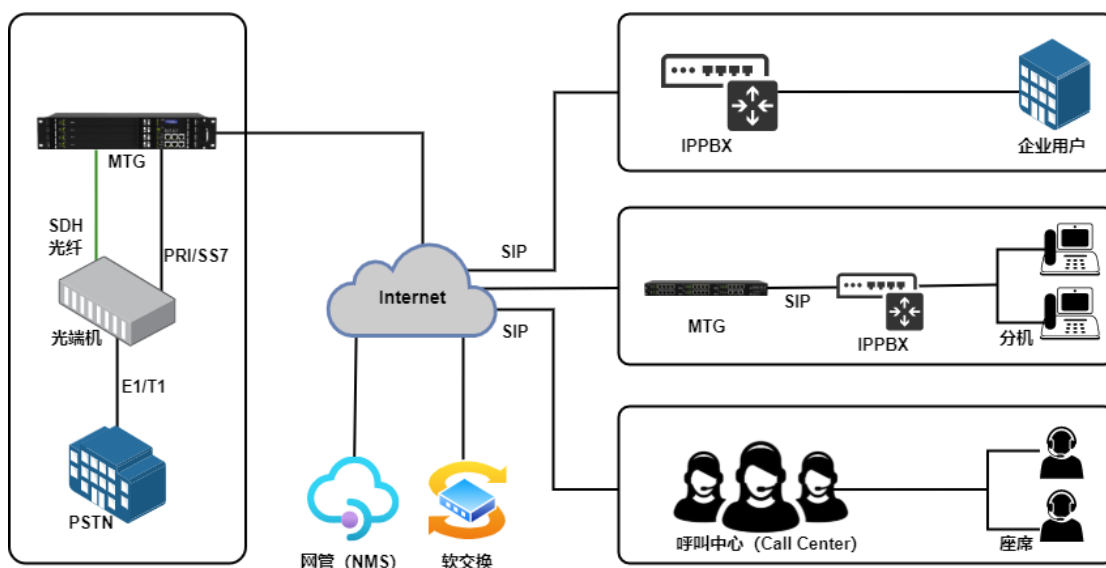 MTG
SDH
光纤
PRI/SS7
光端机
E1/T1
PSTN
Internet
SIP
SIP
网管（NMS）
软交换
IPPBX
企业用户
MTG
SIP
IPPBX
分机
呼叫中心（Call Center）
座席